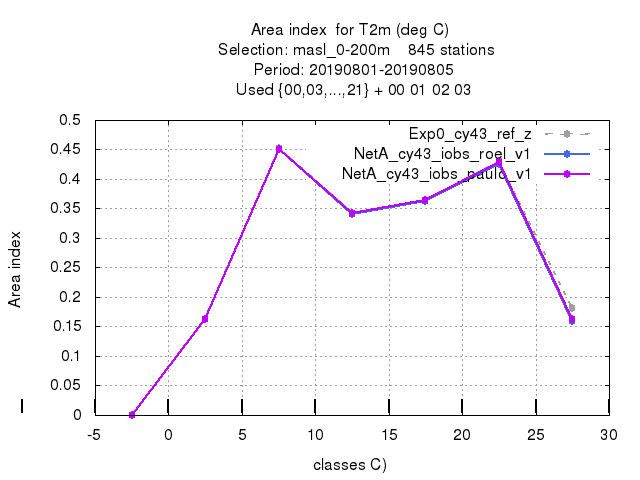 Area index  for T2m (deg C)
Selection: masl_0-200m    845 stations
Period: 20190801-20190805
Used {00,03,...,21} + 00 01 02 03
Exp0_cy43_ref_z
NetA_cy43_iobs_roel_v1
NetA_cy43_iobs_paulo_v1
0.5
0.45
0.4
0.35
0.3
0.25
0.2
0.15
0.1
0.05
0
Area index
-5 0 5 10 15 20 25 30
classes C)